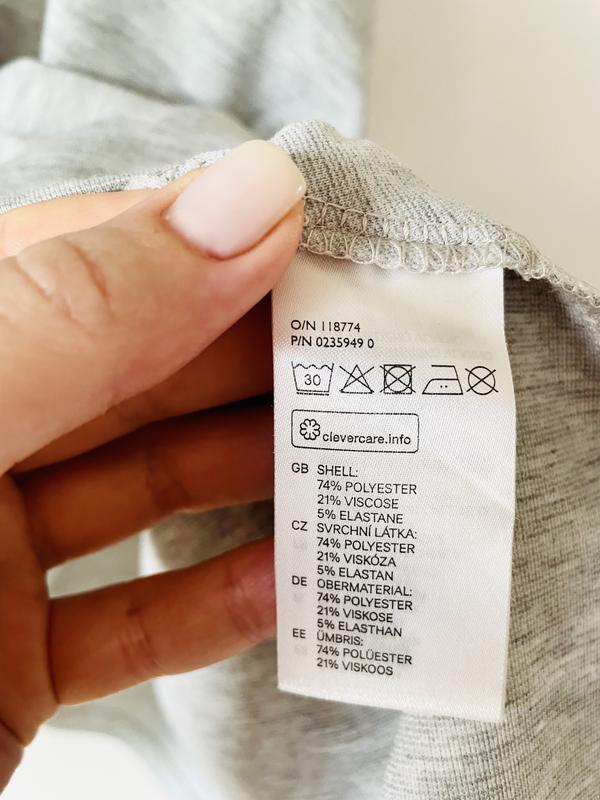 O/N 118774
P/N 0235949 0
30
clevercare.info
GB SHELL:
74% POLYESTER
21% VISCOSE
5% ELASTANE
CZ SVRCHNÍ LÁTKA:
74% POLYESTER
21% VISKÓZA
5% ELASTAN
DE OBERMATERIAL:
74% POLYESTER
21% VISKOSE
5% ELASTHAN
EE ÜMBRIS:
74% POLÜESTER
21% VISKOOS